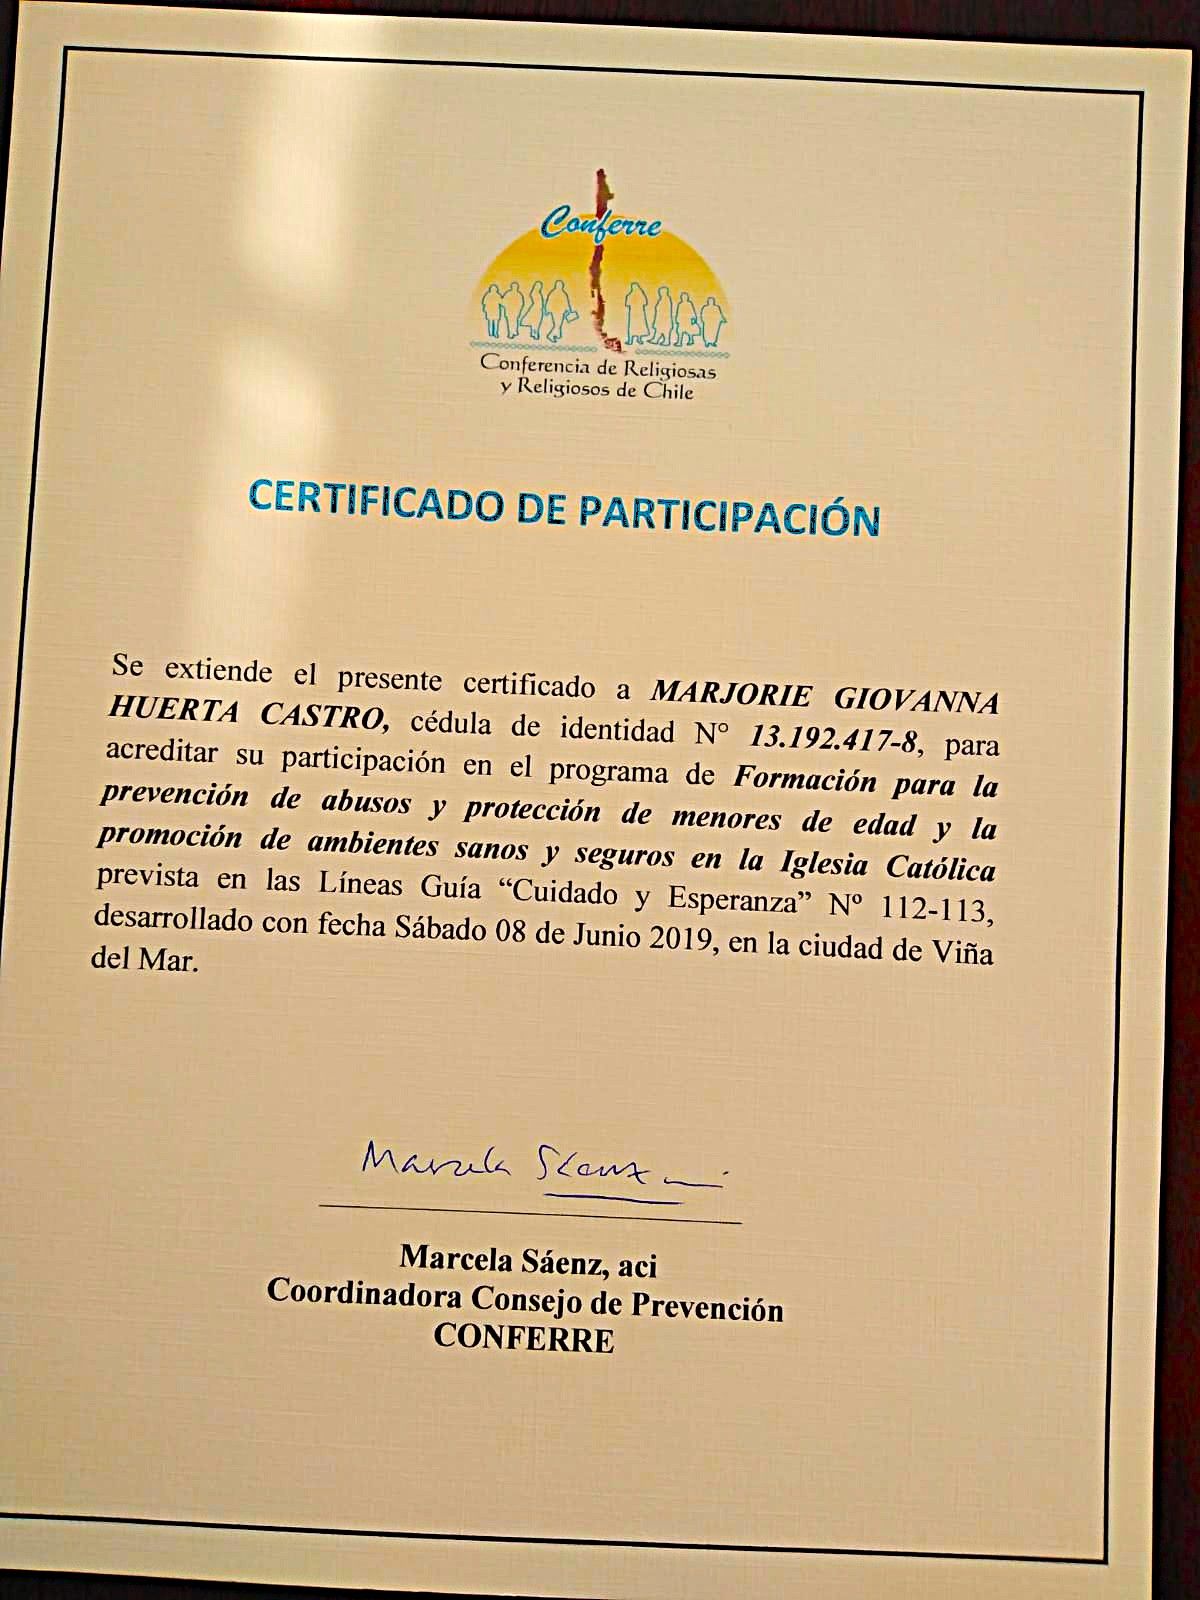 Conferre
Conferencia de Religiosas
y Religiosos de Chile
CERTIFICADO DE PARTICIPACIÓN
Se extiende el presente certificado a MARJORIE GIOVANNA
HUERTA CASTRO, cédula de identidad N° 13.192.417-8, para
acreditar su participación en el programa de Formación para la
prevención de abusos y protección de menores de edad y la
promoción de ambientes sanos y seguros en la Iglesia Católica
prevista en las Líneas Guía “Cuidado y Esperanza” Nº 112-113,
desarrollado con fecha Sábado 08 de Junio 2019, en la ciudad de Viña
del Mar.
Marcela Sáenz
Marcela Sáenz, aci
Coordinadora Consejo de Prevención
CONFERRE